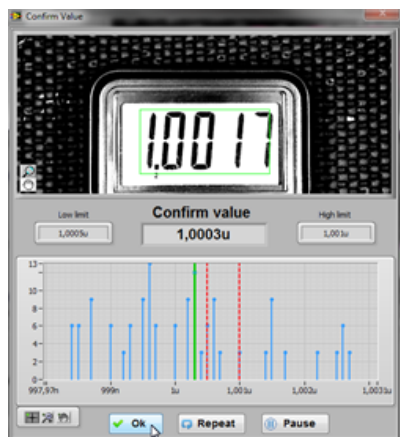 Confirm Value
1.0017
Low limit
Confirm value
High limit
1,0005u
1,0003u
1,001u
13
10
8
6
4
2
0
997,97n
999n
1u
1,001u
1,002u
1,0031u
Ok
Repeat
Pause